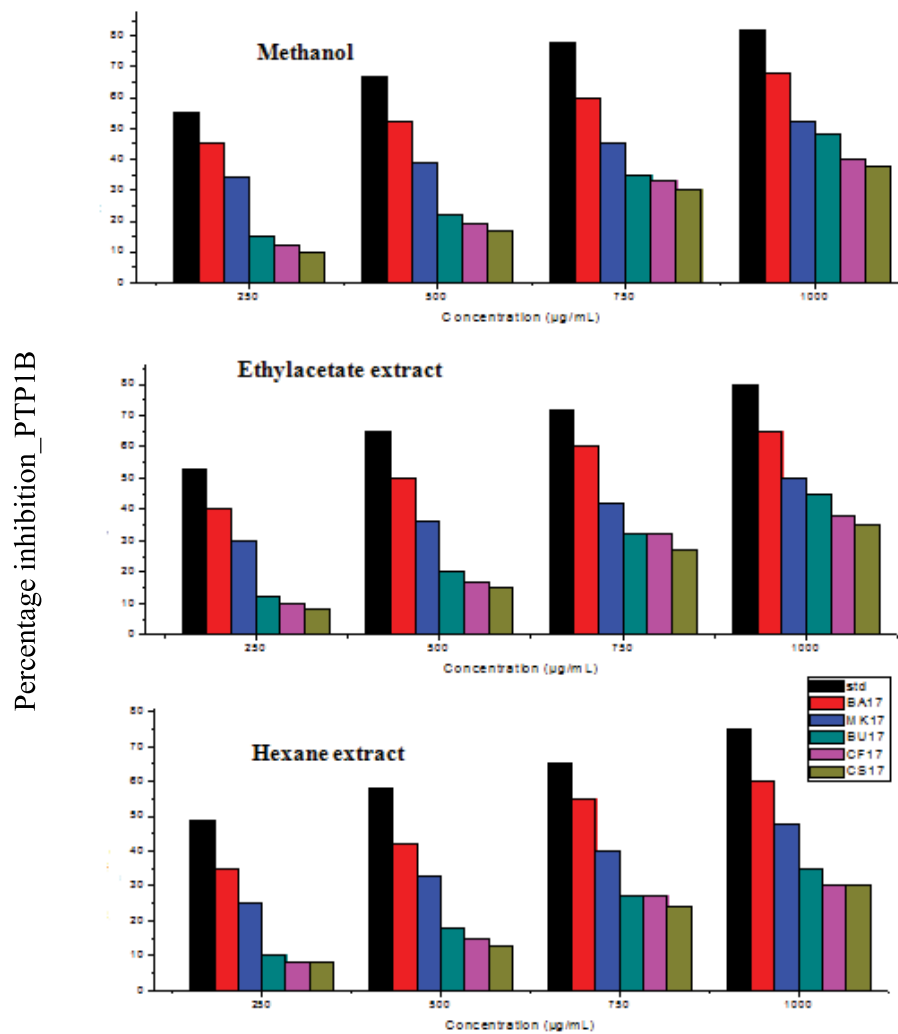 Percentage inhibition_PTP1B
Methanol
80
70
60
50
40
30
20
10
0
250 500 750 1000
Concentration (µg/mL)
Ethylacetate extract
80
70
60
50
40
30
20
10
0
250 500 750 1000
Concentration (µg/mL)
Hexane extract
80
70
60
50
40
30
20
10
0
250 500 750 1000
Concentration (µg/mL)
std
BA17
MK17
BU17
CF17
CS17